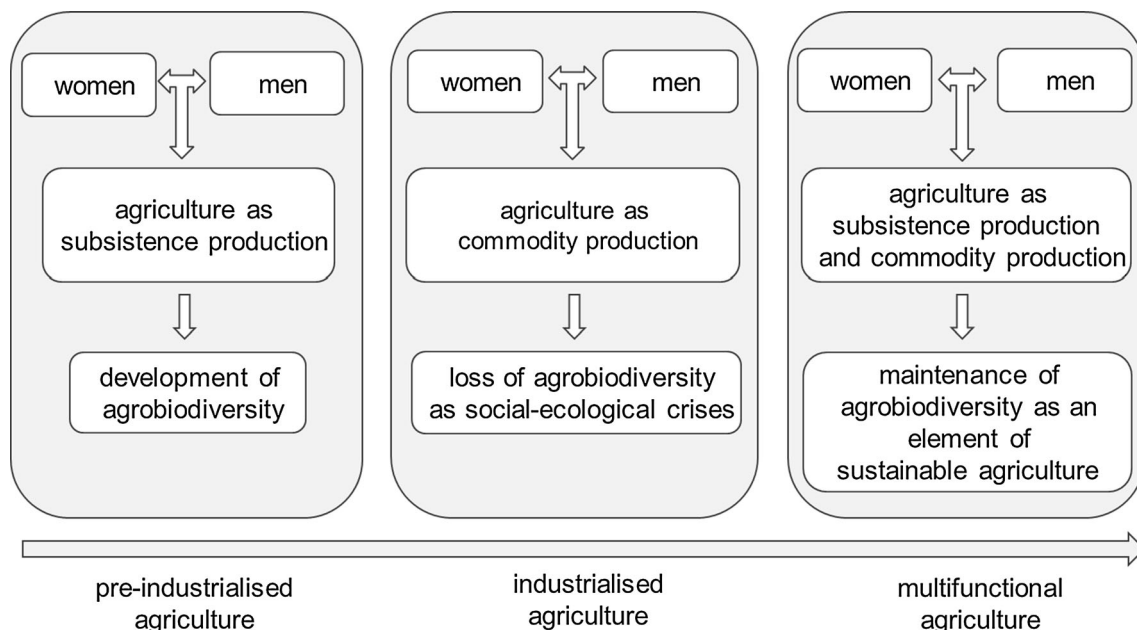 women
men
agriculture as
subsistence production
development of
agrobiodiversity
women
men
agriculture as
commodity production
loss of agrobiodiversity
as social-ecological crises
women
men
agriculture as
subsistence production
and commodity production
maintenance of
agrobiodiversity as an
element of
sustainable agriculture
pre-industrialised
agriculture
industrialised
agriculture
multifunctional
agriculture